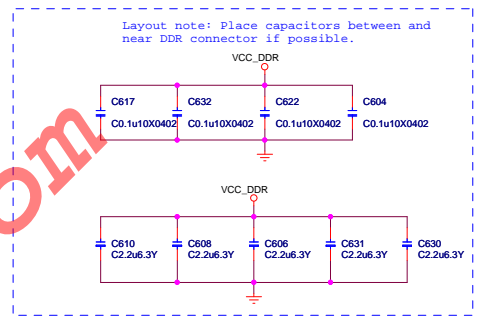 Layout note: Place capacitors between and
near DDR connector if possible.
VCC_DDR
C617 C632 C622 C604
C0.1u10X0402 C0.1u10X0402 C0.1u10X0402 C0.1u10X0402
VCC_DDR
C610 C608 C606 C631 C630
C2.2u6.3Y C2.2u6.3Y C2.2u6.3Y C2.2u6.3Y C2.2u6.3Y
om